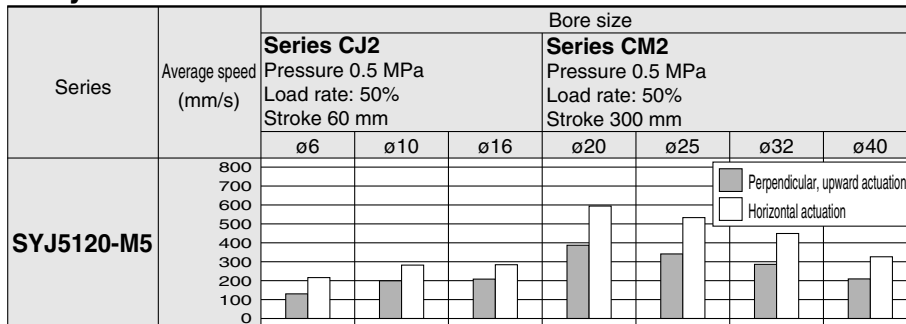 Bore size
Series
Average speed
(mm/s)
Series CJ2
Pressure 0.5 MPa
Load rate: 50%
Stroke 60 mm
Series CM2
Pressure 0.5 MPa
Load rate: 50%
Stroke 300 mm
ø6 ø10 ø16 ø20 ø25 ø32 ø40
SYJ5120-M5
800
700
600
500
400
300
200
100
0
Perpendicular, upward actuation
Horizontal actuation